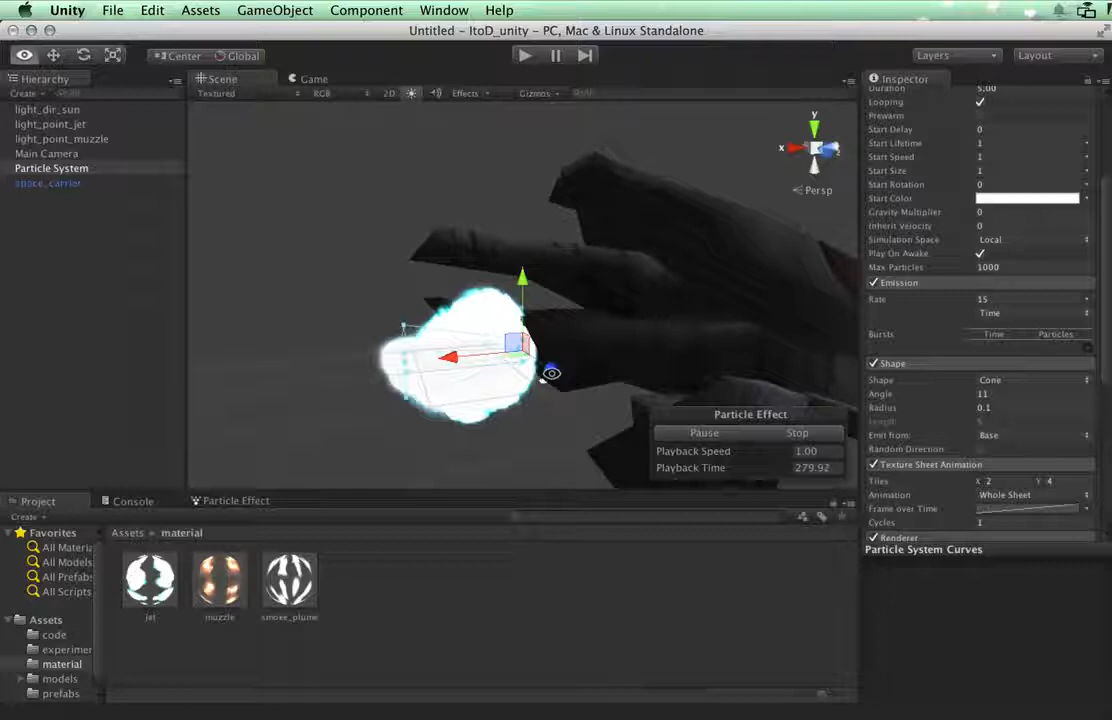 Unity File Edit Assets GameObject Component Window Help
Untitled - ItoD_unity - PC, Mac & Linux Standalone
Center Global Layers Layout
Hierarchy
Create
light_dir_sun
light_point_jet
light_point_muzzle
Main Camera
Particle System
space_carrier
Scene Game
Textured RGB 2D Effects Gizmos
y
x
z
Persp
Particle Effect
Pause Stop
Playback Speed 1.00
Playback Time 279.92
Inspector
Duration 5.00
Looping
Prewarm
Start Delay 0
Start Lifetime 1
Start Speed 1
Start Size 1
Start Rotation 0
Start Color
Gravity Multiplier 0
Inherit Velocity 0
Simulation Space Local
Play On Awake
Max Particles 1000
Emission
Rate 15
Time
Bursts Time Particles
Shape
Shape Cone
Angle 11
Radius 0.1
Length 5
Emit from: Base
Random Direction
Texture Sheet Animation
Tiles X 2 Y 4
Animation Whole Sheet
Frame over Time
Cycles 1
Renderer
Particle System Curves
Project Console Particle Effect
Create
Favorites
All Materia
All Models
All Prefabs
All Scripts
Assets
code
experimen
material
models
prefabs
Assets material
jet muzzle smoke_plume